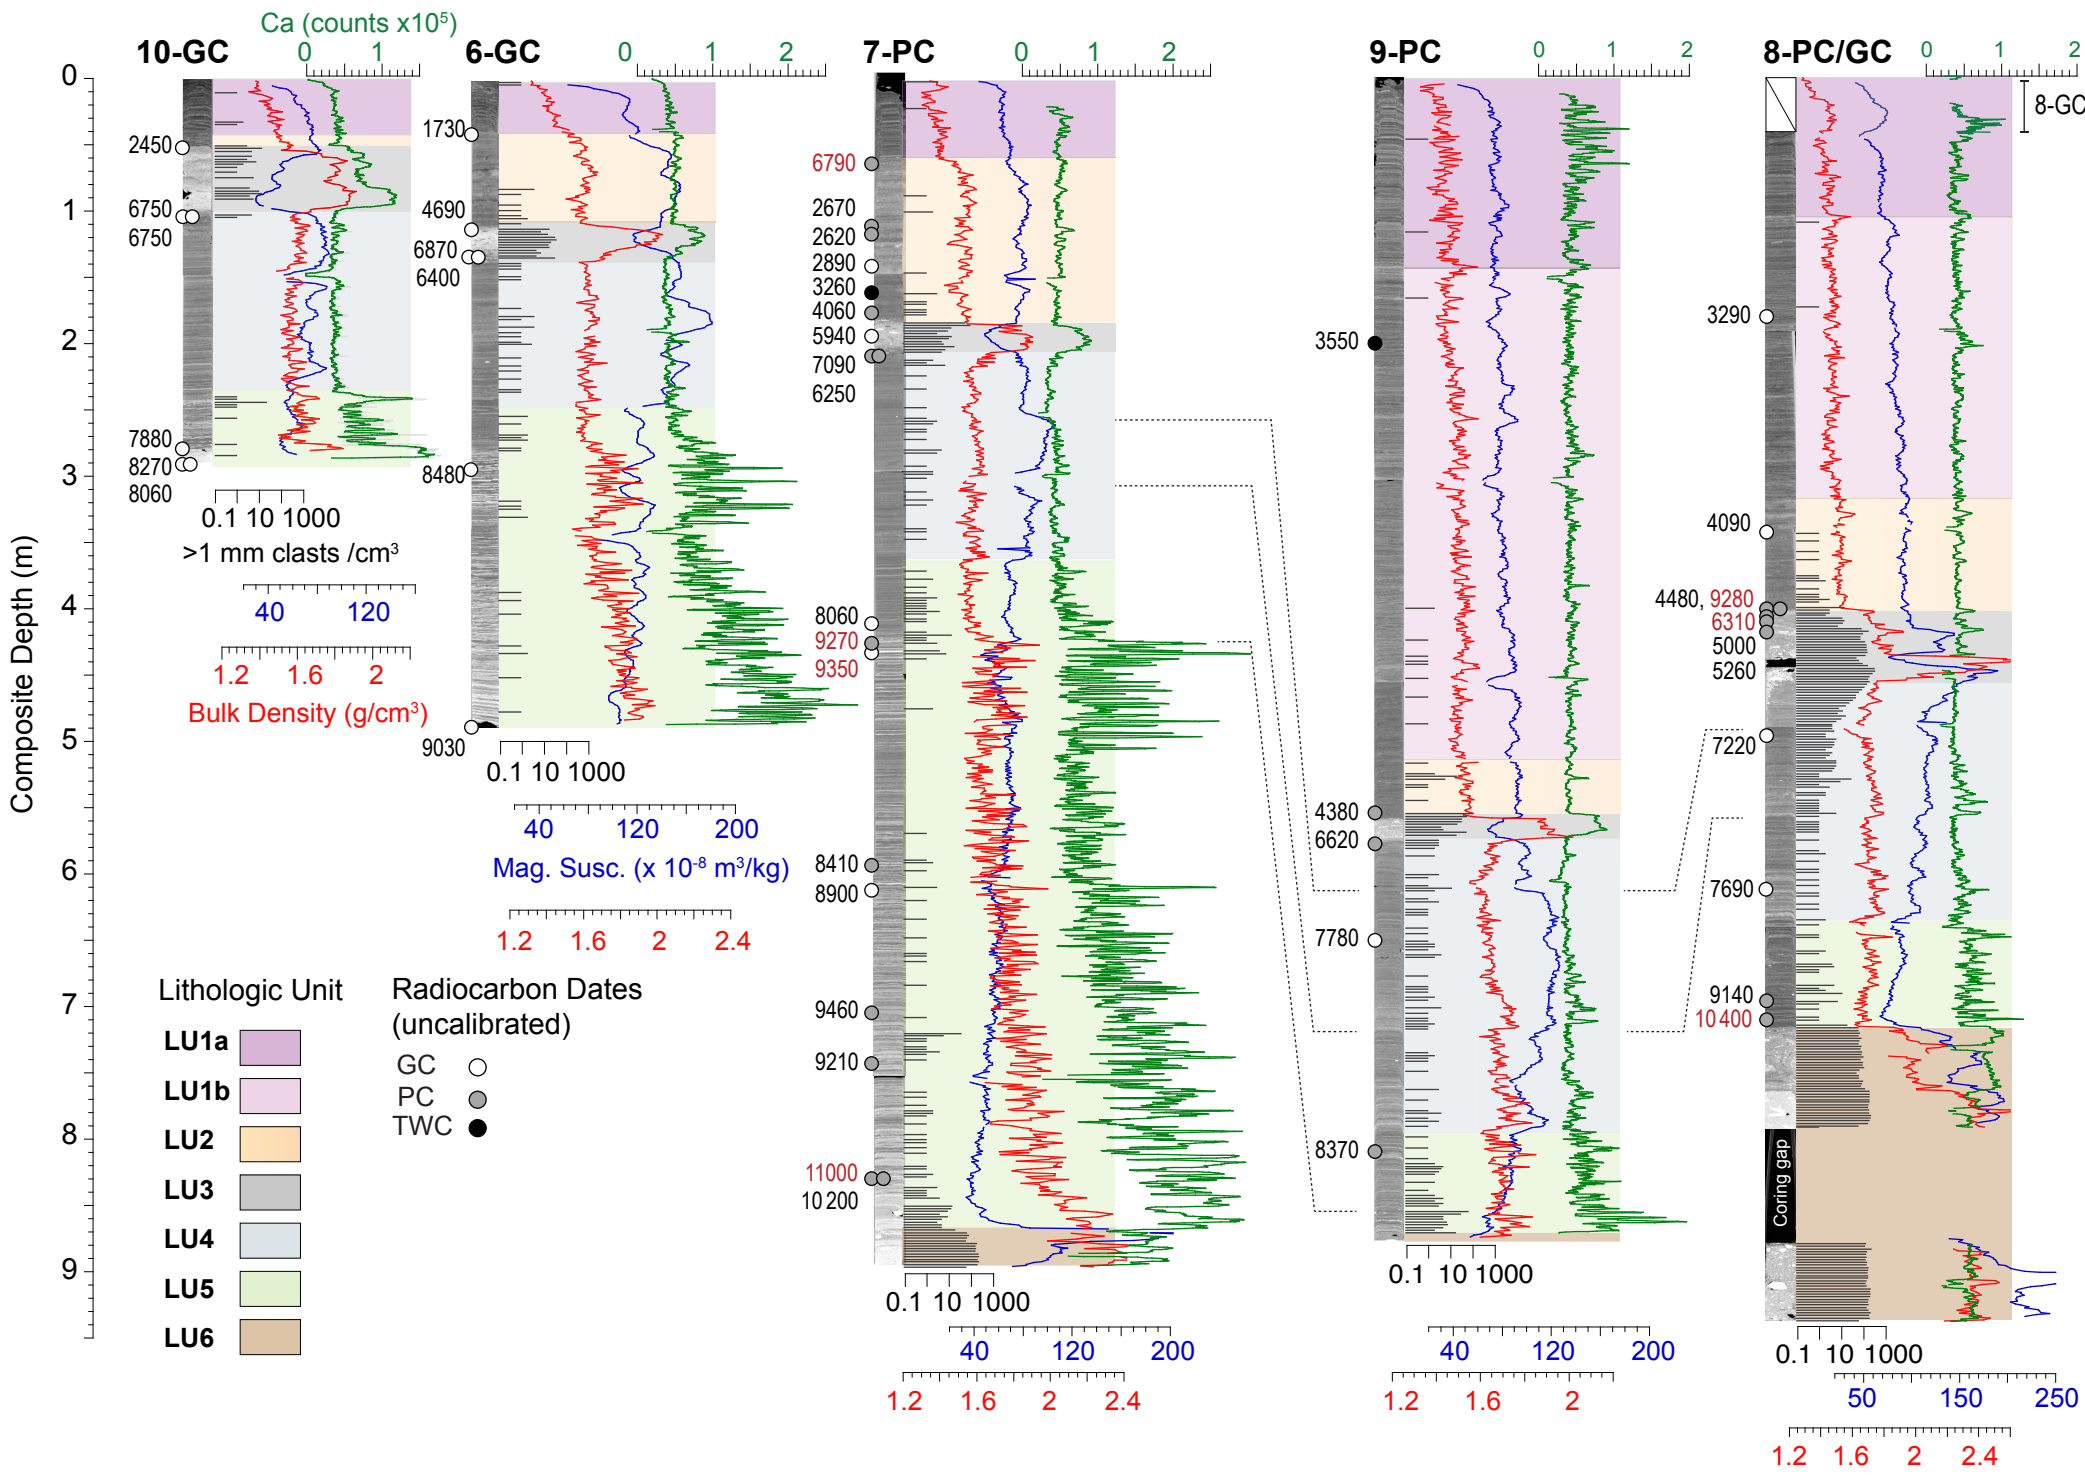 Ca (counts x10⁵)
10-GC
6-GC
7-PC
9-PC
8-PC/GC
0 1
0 1 2
0 1 2
0 1 2
0 1 2
8-GC
Composite Depth (m)
0
1
2
3
4
5
6
7
8
9
2450
6750
6750
7880
8270
8060
0.1 10 1000
>1 mm clasts /cm³
40 120
1.2 1.6 2
Bulk Density (g/cm³)
1730
4690
6870
6400
8480
9030
0.1 10 1000
40 120 200
Mag. Susc. (x 10⁻⁸ m³/kg)
1.2 1.6 2 2.4
6790
2670
2620
2890
3260
4060
5940
7090
6250
8060
9270
9350
8410
8900
9460
9210
11000
10200
0.1 10 1000
40 120 200
1.2 1.6 2 2.4
3550
4380
6620
7780
8370
0.1 10 1000
40 120 200
1.2 1.6 2
3290
4090
4480, 9280
6310
5000
5260
7220
7690
9140
10400
Coring gap
0.1 10 1000
50 150 250
1.2 1.6 2 2.4
Lithologic Unit
LU1a
LU1b
LU2
LU3
LU4
LU5
LU6
Radiocarbon Dates
(uncalibrated)
GC
PC
TWC